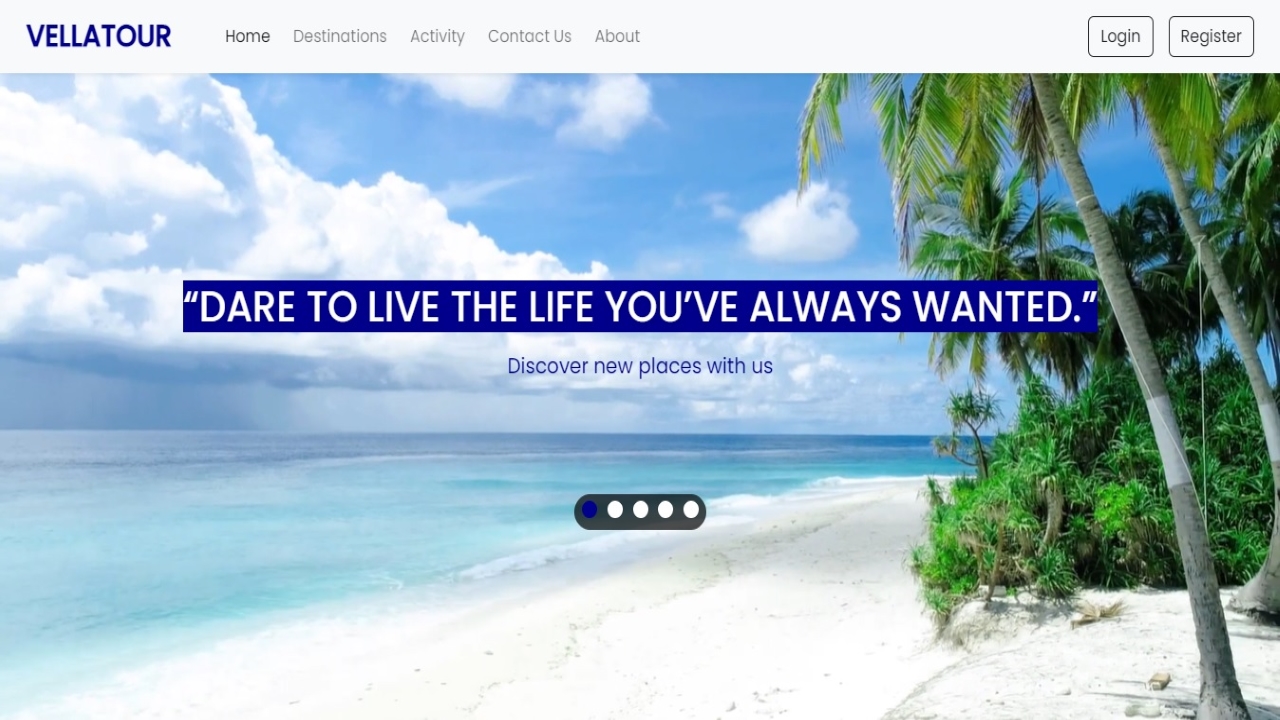 VELLATOUR
Home Destinations Activity Contact Us About
Login Register
“DARE TO LIVE THE LIFE YOU’VE ALWAYS WANTED.”
Discover new places with us